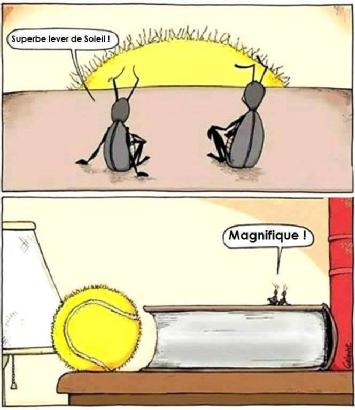 Superbe lever de Soleil !
Magnifique !